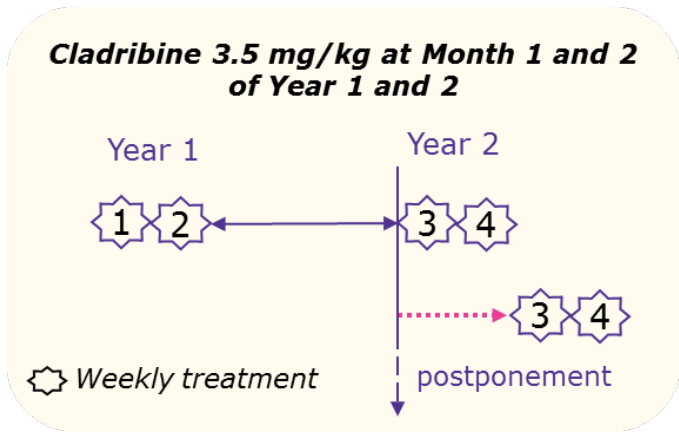 Cladribine 3.5 mg/kg at Month 1 and 2
of Year 1 and 2
Year 1
Year 2
1 2 3 4
3 4
Weekly treatment
postponement